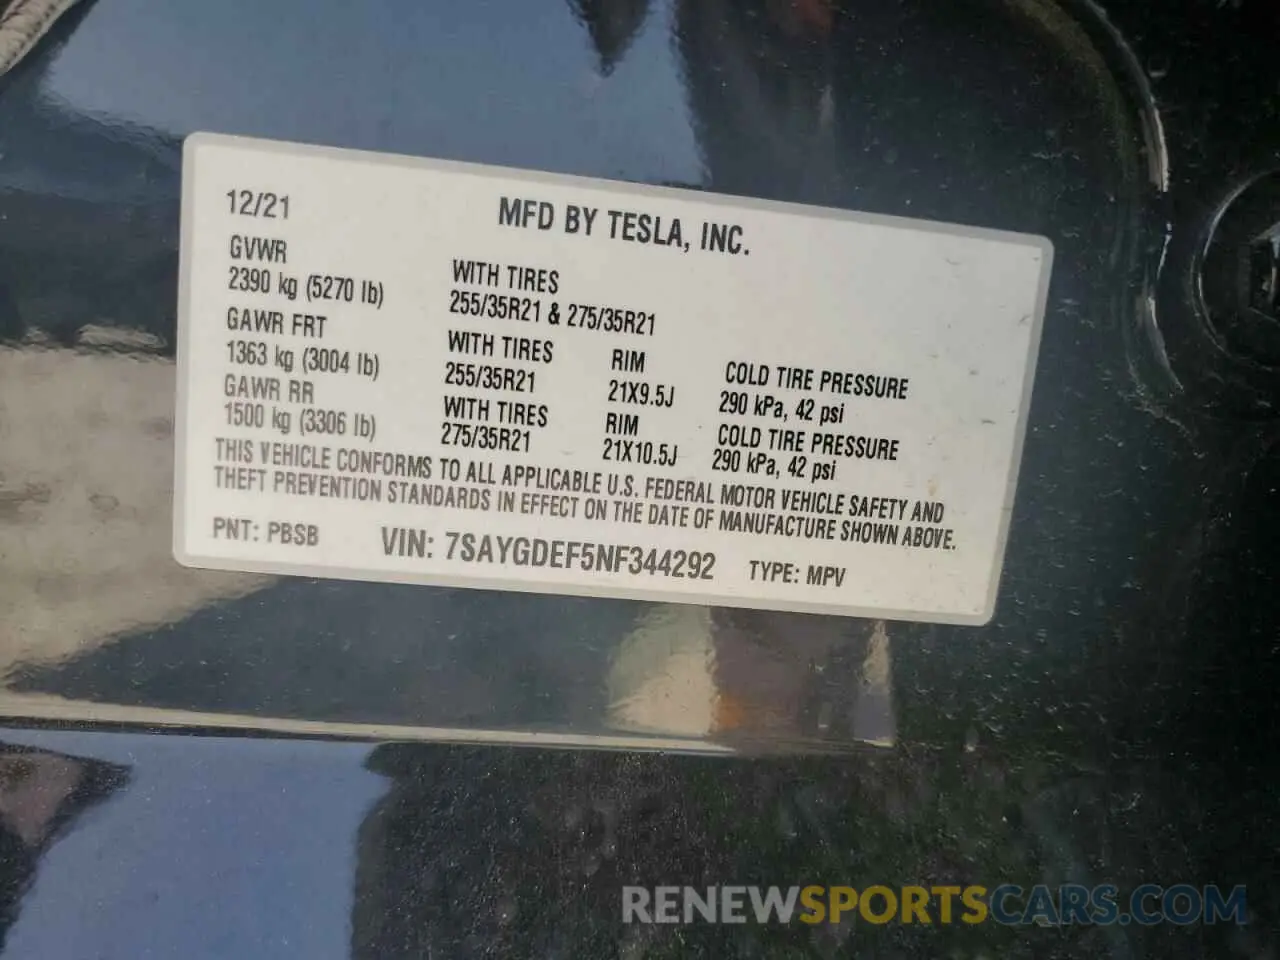 12/21 MFD BY TESLA, INC.
GVWR WITH TIRES
2390 kg (5270 lb) 255/35R21 & 275/35R21
GAWR FRT WITH TIRES RIM COLD TIRE PRESSURE
1363 kg (3004 lb) 255/35R21 21X9.5J 290 kPa, 42 psi
GAWR RR WITH TIRES RIM COLD TIRE PRESSURE
1500 kg (3306 lb) 275/35R21 21X10.5J 290 kPa, 42 psi
THIS VEHICLE CONFORMS TO ALL APPLICABLE U.S. FEDERAL MOTOR VEHICLE SAFETY AND
THEFT PREVENTION STANDARDS IN EFFECT ON THE DATE OF MANUFACTURE SHOWN ABOVE.
PNT: PBSB VIN: 7SAYGDEF5NF344292 TYPE: MPV
RENEWSPORTSCARS.COM